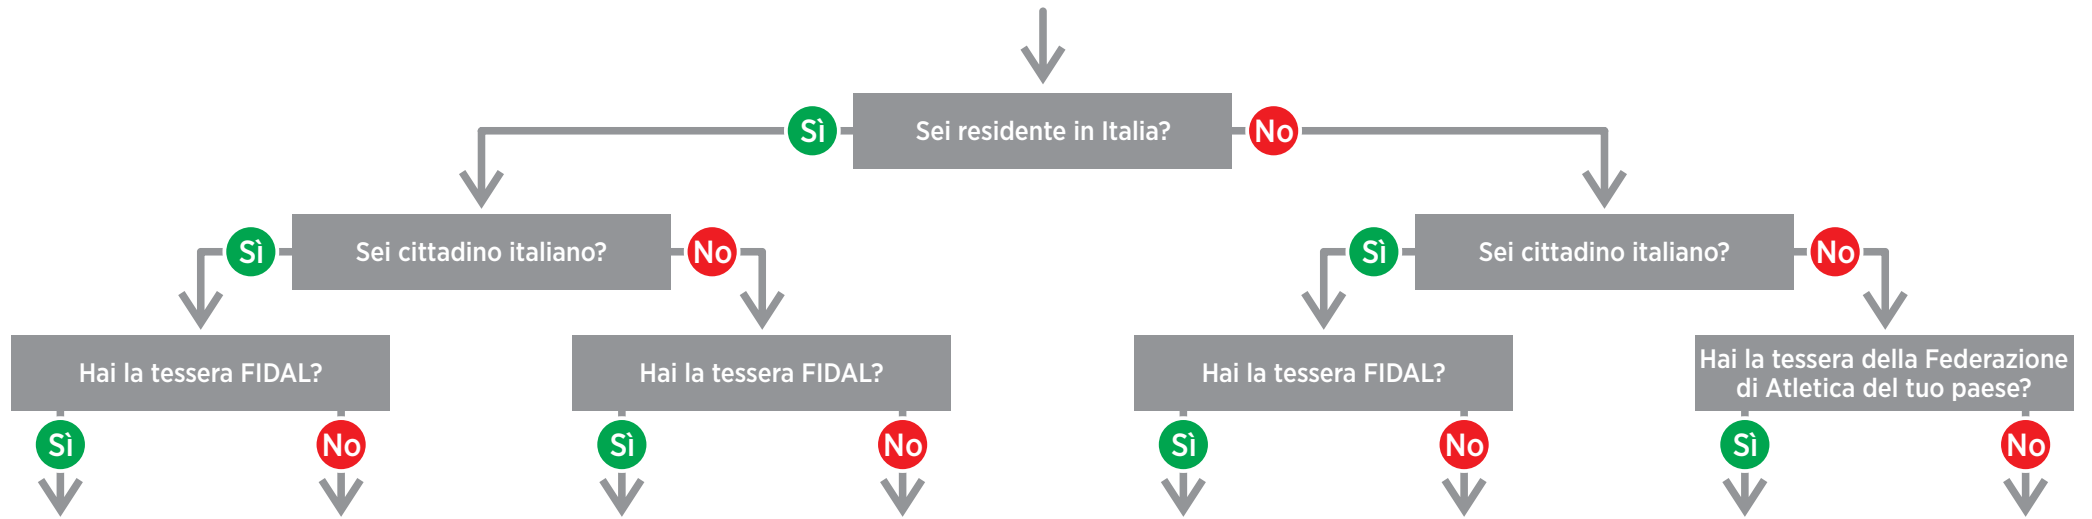 Sei residente in Italia?
Sì
No
Sei cittadino italiano?
Sì
No
Sei cittadino italiano?
Sì
No
Hai la tessera FIDAL?
Hai la tessera FIDAL?
Hai la tessera FIDAL?
Hai la tessera della Federazione
di Atletica del tuo paese?
Sì
No
Sì
No
Sì
No
Sì
No